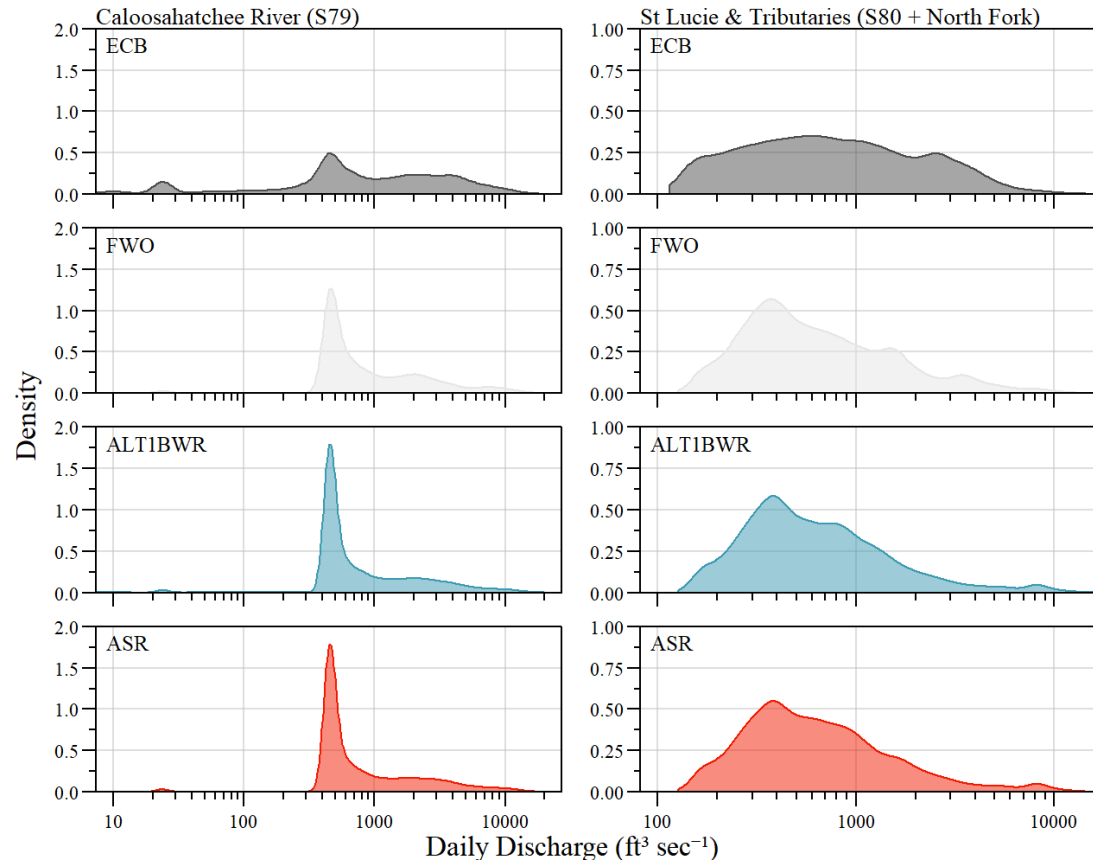 Caloosahatchee River (S79)
St Lucie & Tributaries (S80 + North Fork)
2.0
1.5
1.0
0.5
0.0
ECB
1.00
0.75
0.50
0.25
0.00
ECB
2.0
1.5
1.0
0.5
0.0
FWO
1.00
0.75
0.50
0.25
0.00
FWO
2.0
1.5
1.0
0.5
0.0
ALT1BWR
1.00
0.75
0.50
0.25
0.00
ALT1BWR
2.0
1.5
1.0
0.5
0.0
ASR
1.00
0.75
0.50
0.25
0.00
ASR
10 100 1000 10000
100 1000 10000
Density
Daily Discharge (ft³ sec⁻¹)